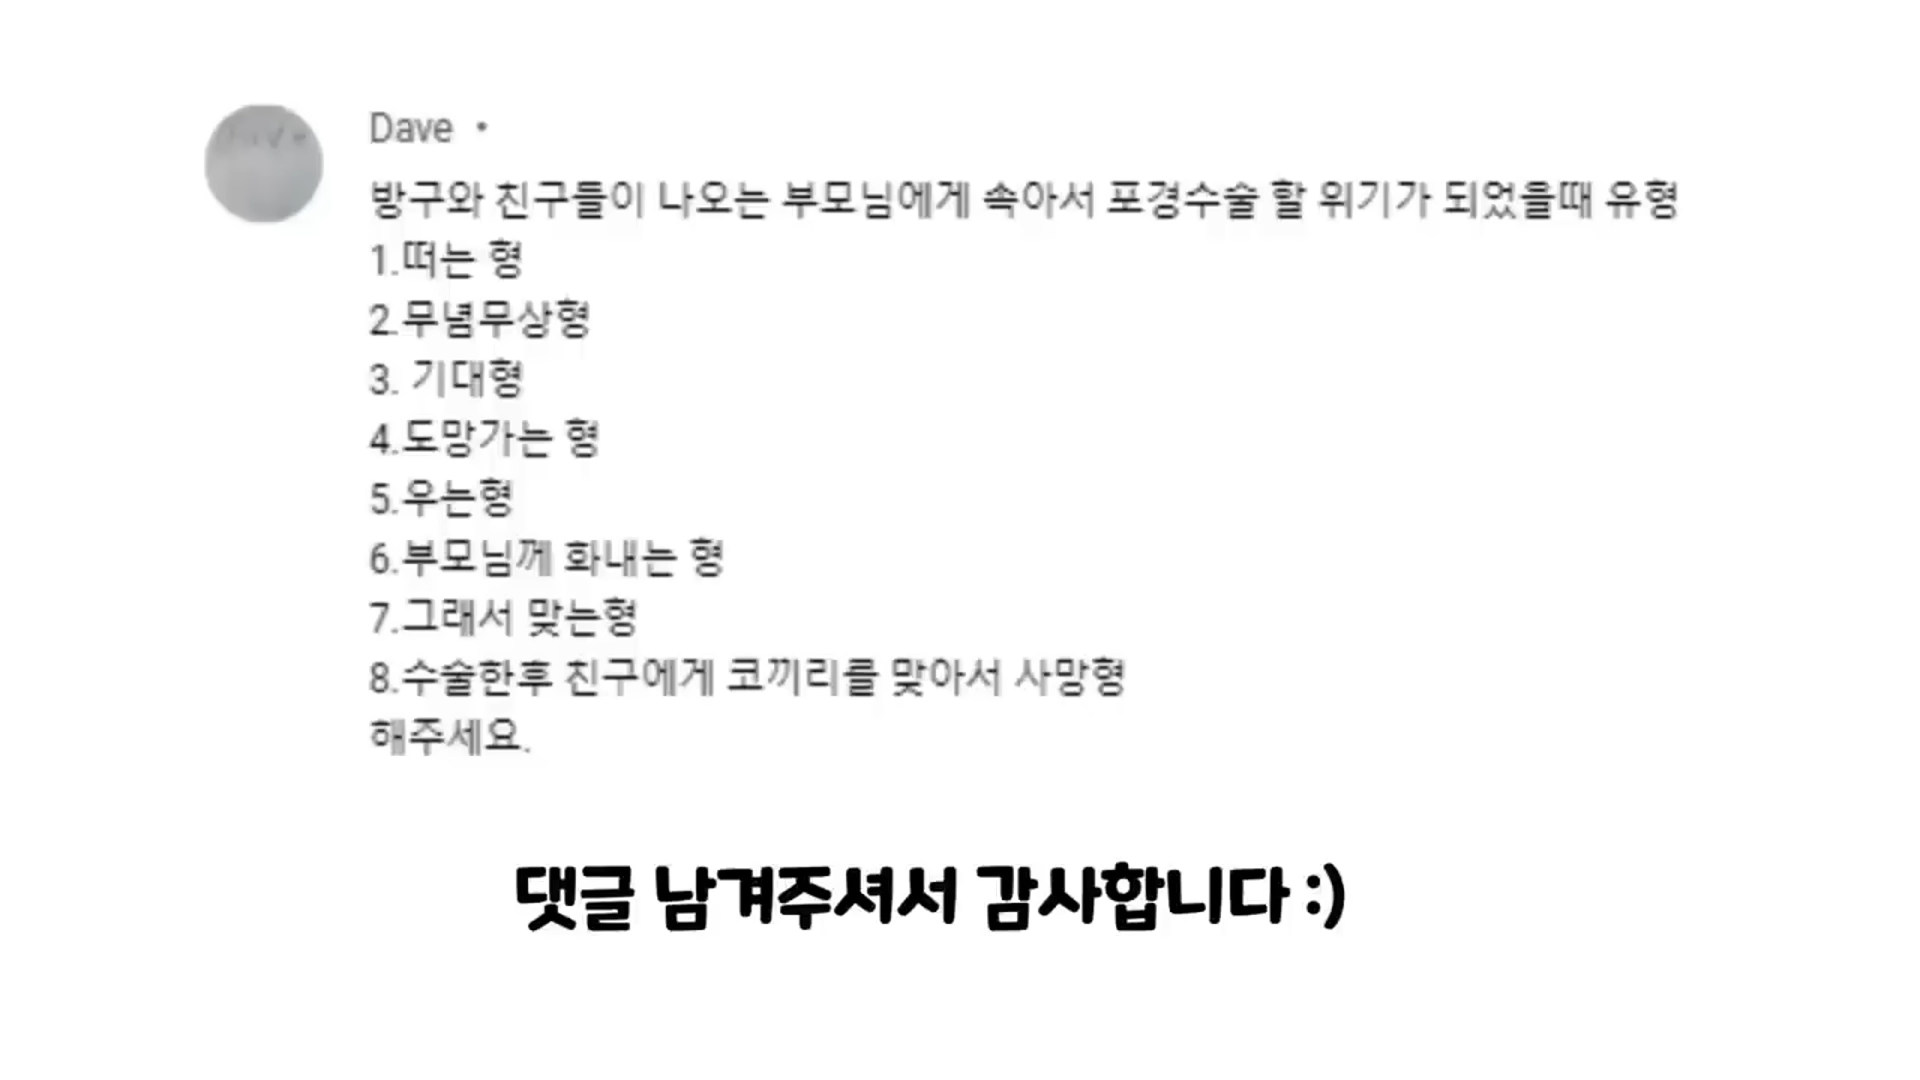 Dave •
방구와 친구들이 나오는 부모님에게 속아서 포경수술 할 위기가 되었을때 유형
1.떠는 형
2.무념무상형
3. 기대형
4.도망가는 형
5.우는형
6.부모님께 화내는 형
7.그래서 맞는형
8.수술한후 친구에게 코끼리를 맞아서 사망형
해주세요.
댓글 남겨주셔서 감사합니다 :)